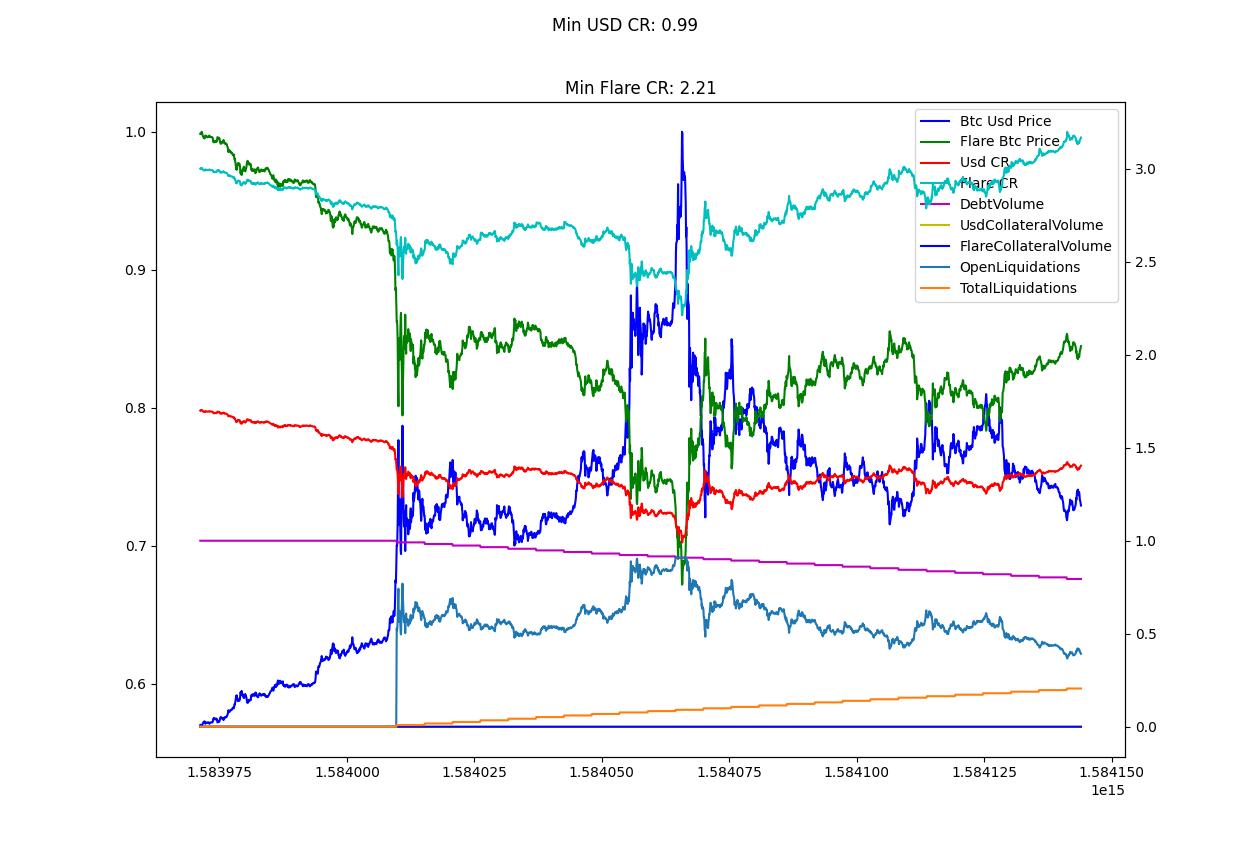 Min USD CR: 0.99
Min Flare CR: 2.21
Btc Usd Price
Flare Btc Price
Usd CR
Flare CR
DebtVolume
UsdCollateralVolume
FlareCollateralVolume
OpenLiquidations
TotalLiquidations
1.0
0.9
0.8
0.7
0.6
3.0
2.5
2.0
1.5
1.0
0.5
0.0
1.583975 1.584000 1.584025 1.584050 1.584075 1.584100 1.584125 1.584150
1e15